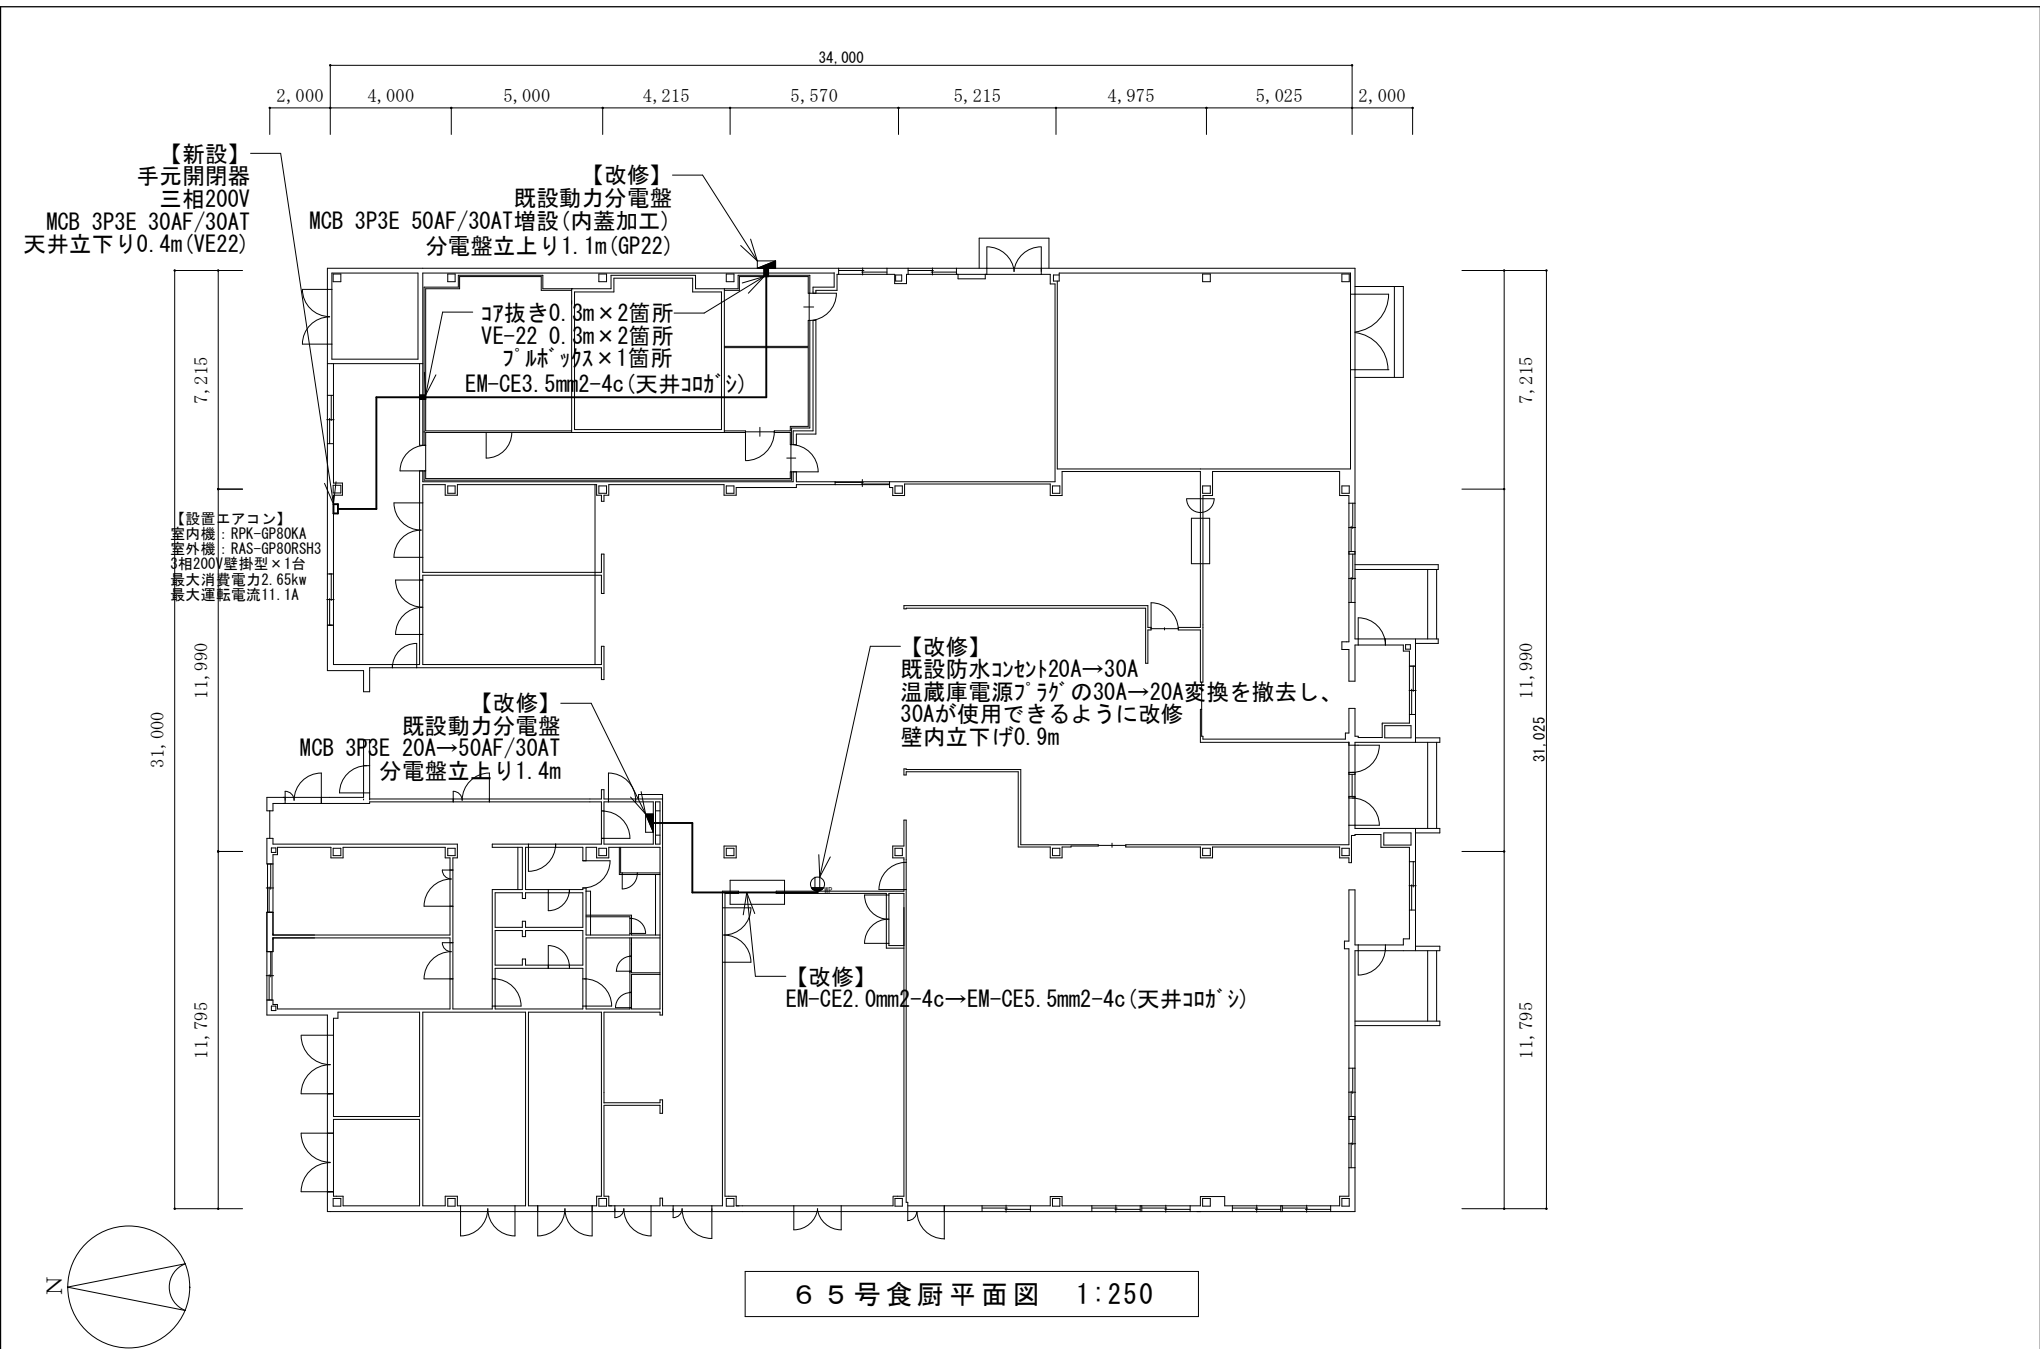 34,000
2,000 4,000 5,000 4,215 5,570 5,215 4,975 5,025 2,000
【新設】
手元開閉器
三相200V
MCB 3P3E 30AF/30AT
天井立下り0.4m(VE22)
【改修】
既設動力分電盤
MCB 3P3E 50AF/30AT増設(内蓋加工)
分電盤立上り1.1m(GP22)
ｺｱ抜き0.3m×2箇所
VE-22 0.3m×2箇所
ﾌﾟﾙﾎﾞｯｸｽ×1箇所
EM-CE3.5mm2-4c(天井ｺﾛｶﾞｼ)
7,215
11,990
11,795
31,000
【設置エアコン】
室内機：RPK-GP80KA
室外機：RAS-GP80RSH3
3相200V壁掛型×1台
最大消費電力2.65kw
最大運転電流11.1A
【改修】
既設動力分電盤
MCB 3P3E 20A→50AF/30AT
分電盤立上り1.4m
【改修】
既設防水ｺﾝｾﾝﾄ20A→30A
温蔵庫電源ﾌﾟﾗｸﾞの30A→20A変換を撤去し、
30Aが使用できるように改修
壁内立下げ0.9m
【改修】
EM-CE2.0mm2-4c→EM-CE5.5mm2-4c(天井ｺﾛｶﾞｼ)
7,215
11,990
11,795
31,025
N
６５号食厨平面図　1:250